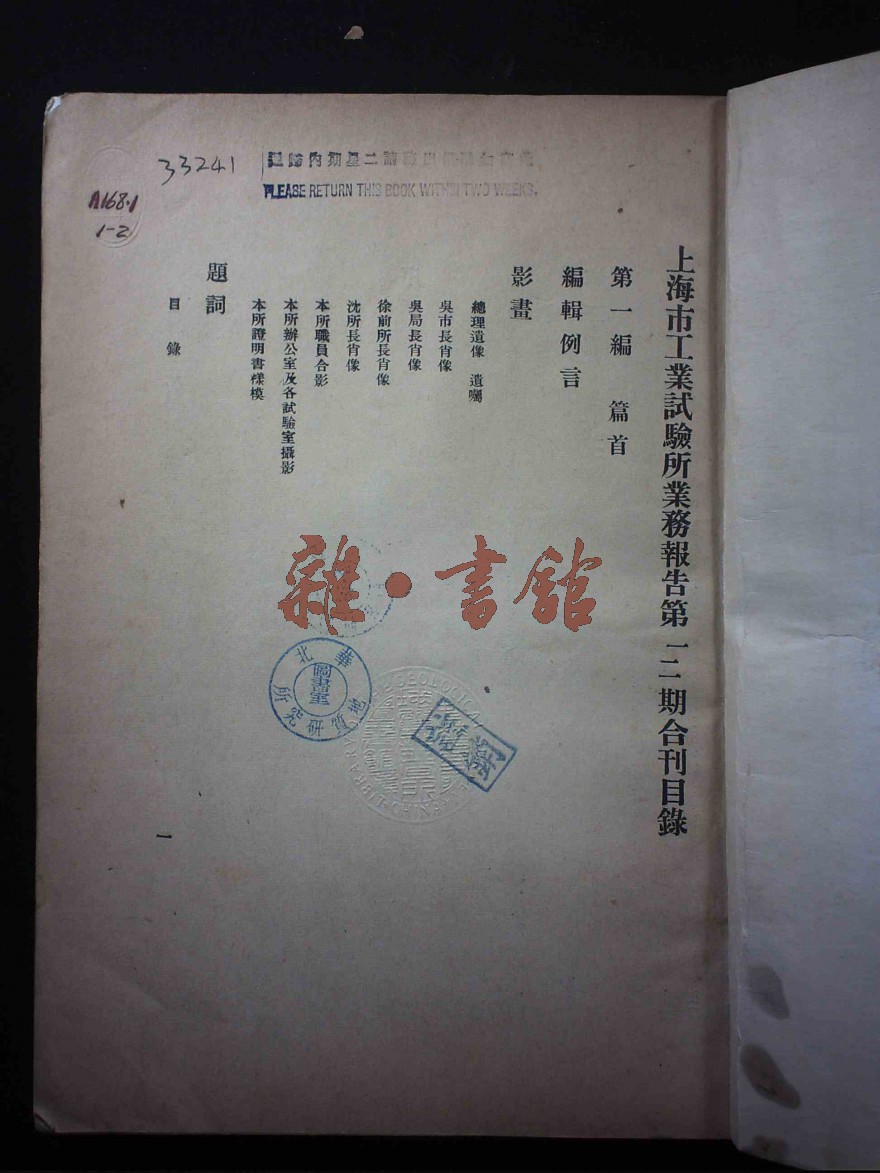 上海市工業試驗所業務報告第一二期合刊目錄
第一編 篇首
編輯例言
影畫
總理遺像 遺囑
吳市長肖像
吳局長肖像
徐前所長肖像
沈所長肖像
本所職員合影
本所辦公室及各試驗室攝影
本所證明書樣模
題詞
目錄
一
33241
A168.1
1-2
PLEASE RETURN THIS BOOK WITHIN TWO WEEKS.
雜·書館
華北
地質研究所
圖書室